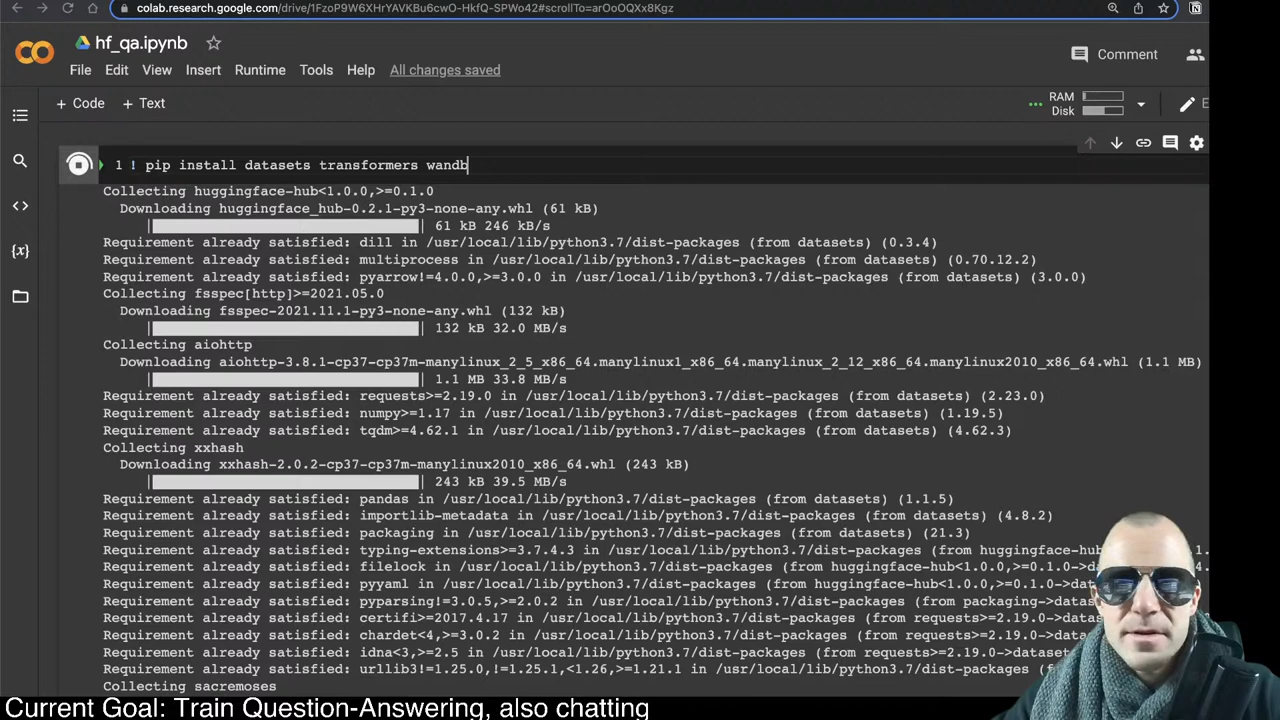 colab.research.google.com/drive/1FzoP9W6XHrYAVKBu6cwO-HkfQ-SPWo42#scrollTo=arOoOQXx8Kgz
hf_qa.ipynb
File Edit View Insert Runtime Tools Help All changes saved
Comment
+ Code + Text
RAM
Disk
1 ! pip install datasets transformers wandb
Collecting huggingface-hub<1.0.0,>=0.1.0
Downloading huggingface_hub-0.2.1-py3-none-any.whl (61 kB)
61 kB 246 kB/s
Requirement already satisfied: dill in /usr/local/lib/python3.7/dist-packages (from datasets) (0.3.4)
Requirement already satisfied: multiprocess in /usr/local/lib/python3.7/dist-packages (from datasets) (0.70.12.2)
Requirement already satisfied: pyarrow!=4.0.0,>=3.0.0 in /usr/local/lib/python3.7/dist-packages (from datasets) (3.0.0)
Collecting fsspec[http]>=2021.05.0
Downloading fsspec-2021.11.1-py3-none-any.whl (132 kB)
132 kB 32.0 MB/s
Collecting aiohttp
Downloading aiohttp-3.8.1-cp37-cp37m-manylinux_2_5_x86_64.manylinux1_x86_64.manylinux_2_12_x86_64.manylinux2010_x86_64.whl (1.1 MB)
1.1 MB 33.8 MB/s
Requirement already satisfied: requests>=2.19.0 in /usr/local/lib/python3.7/dist-packages (from datasets) (2.23.0)
Requirement already satisfied: numpy>=1.17 in /usr/local/lib/python3.7/dist-packages (from datasets) (1.19.5)
Requirement already satisfied: tqdm>=4.62.1 in /usr/local/lib/python3.7/dist-packages (from datasets) (4.62.3)
Collecting xxhash
Downloading xxhash-2.0.2-cp37-cp37m-manylinux2010_x86_64.whl (243 kB)
243 kB 39.5 MB/s
Requirement already satisfied: pandas in /usr/local/lib/python3.7/dist-packages (from datasets) (1.1.5)
Requirement already satisfied: importlib-metadata in /usr/local/lib/python3.7/dist-packages (from datasets) (4.8.2)
Requirement already satisfied: packaging in /usr/local/lib/python3.7/dist-packages (from datasets) (21.3)
Requirement already satisfied: typing-extensions>=3.7.4.3 in /usr/local/lib/python3.7/dist-packages (from huggingface-hub
Requirement already satisfied: filelock in /usr/local/lib/python3.7/dist-packages (from huggingface-hub<1.0.0,>=0.1.0->data
Requirement already satisfied: pyyaml in /usr/local/lib/python3.7/dist-packages (from huggingface-hub<1.0.0,>=0.1.0->datas
Requirement already satisfied: pyparsing!=3.0.5,>=2.0.2 in /usr/local/lib/python3.7/dist-packages (from packaging->datas
Requirement already satisfied: certifi>=2017.4.17 in /usr/local/lib/python3.7/dist-packages (from requests>=2.19.0->datas
Requirement already satisfied: chardet<4,>=3.0.2 in /usr/local/lib/python3.7/dist-packages (from requests>=2.19.0->datase
Requirement already satisfied: idna<3,>=2.5 in /usr/local/lib/python3.7/dist-packages (from requests>=2.19.0->dataset
Requirement already satisfied: urllib3!=1.25.0,!=1.25.1,<1.26,>=1.21.1 in /usr/local/lib/python3.7/dist-packages (f
Collecting sacremoses
Current Goal: Train Question-Answering, also chatting